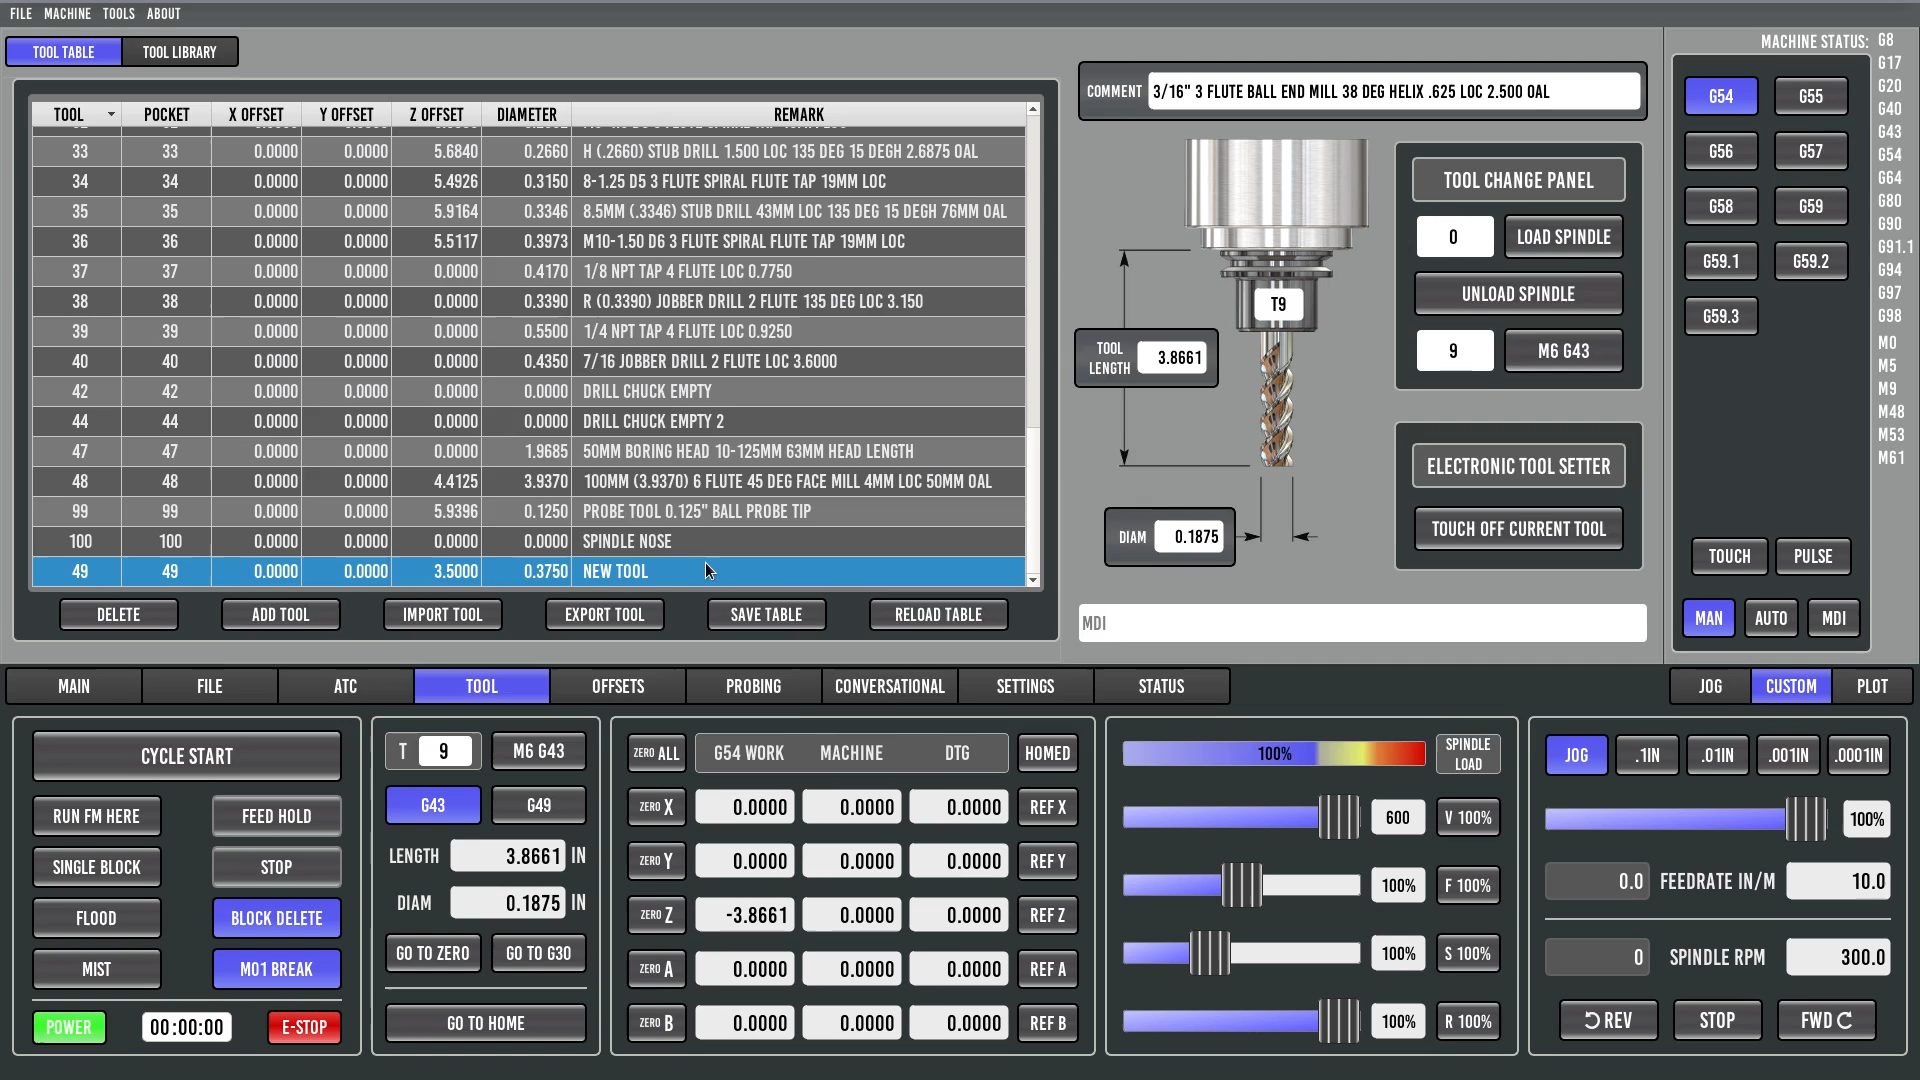 FILE MACHINE TOOLS ABOUT
TOOL TABLE TOOL LIBRARY
TOOL POCKET X OFFSET Y OFFSET Z OFFSET DIAMETER REMARK
33 33 0.0000 0.0000 5.6840 0.2660 H (.2660) STUB DRILL 1.500 LOC 135 DEG 15 DEGH 2.6875 OAL
34 34 0.0000 0.0000 5.4926 0.3150 8-1.25 D5 3 FLUTE SPIRAL FLUTE TAP 19MM LOC
35 35 0.0000 0.0000 5.9164 0.3346 8.5MM (.3346) STUB DRILL 43MM LOC 135 DEG 15 DEGH 76MM OAL
36 36 0.0000 0.0000 5.5117 0.3973 M10-1.50 D6 3 FLUTE SPIRAL FLUTE TAP 19MM LOC
37 37 0.0000 0.0000 0.0000 0.4170 1/8 NPT TAP 4 FLUTE LOC 0.7750
38 38 0.0000 0.0000 0.0000 0.3390 R (0.3390) JOBBER DRILL 2 FLUTE 135 DEG LOC 3.150
39 39 0.0000 0.0000 0.0000 0.5500 1/4 NPT TAP 4 FLUTE LOC 0.9250
40 40 0.0000 0.0000 0.0000 0.4350 7/16 JOBBER DRILL 2 FLUTE LOC 3.6000
42 42 0.0000 0.0000 0.0000 0.0000 DRILL CHUCK EMPTY
44 44 0.0000 0.0000 0.0000 0.0000 DRILL CHUCK EMPTY 2
47 47 0.0000 0.0000 0.0000 1.9685 50MM BORING HEAD 10-125MM 63MM HEAD LENGTH
48 48 0.0000 0.0000 4.4125 3.9370 100MM (3.9370) 6 FLUTE 45 DEG FACE MILL 4MM LOC 50MM OAL
99 99 0.0000 0.0000 5.9396 0.1250 PROBE TOOL 0.125" BALL PROBE TIP
100 100 0.0000 0.0000 0.0000 0.0000 SPINDLE NOSE
49 49 0.0000 0.0000 3.5000 0.3750 NEW TOOL
DELETE ADD TOOL IMPORT TOOL EXPORT TOOL SAVE TABLE RELOAD TABLE
COMMENT 3/16" 3 FLUTE BALL END MILL 38 DEG HELIX .625 LOC 2.500 OAL
T9
TOOL LENGTH 3.8661
DIAM 0.1875
TOOL CHANGE PANEL
0 LOAD SPINDLE
UNLOAD SPINDLE
9 M6 G43
ELECTRONIC TOOL SETTER
TOUCH OFF CURRENT TOOL
MDI
MACHINE STATUS:
G54 G55
G56 G57
G58 G59
G59.1 G59.2
G59.3
TOUCH PULSE
MAN AUTO MDI
G8
G17
G20
G40
G43
G54
G64
G80
G90
G91.1
G94
G97
G98
M0
M5
M9
M48
M53
M61
MAIN FILE ATC TOOL OFFSETS PROBING CONVERSATIONAL SETTINGS STATUS
JOG CUSTOM PLOT
CYCLE START
RUN FM HERE FEED HOLD
SINGLE BLOCK STOP
FLOOD BLOCK DELETE
MIST M01 BREAK
POWER 00:00:00 E-STOP
T 9 M6 G43
G43 G49
LENGTH 3.8661 IN
DIAM 0.1875 IN
GO TO ZERO GO TO G30
GO TO HOME
ZERO ALL G54 WORK MACHINE DTG HOMED
ZERO X 0.0000 0.0000 0.0000 REF X
ZERO Y 0.0000 0.0000 0.0000 REF Y
ZERO Z -3.8661 0.0000 0.0000 REF Z
ZERO A 0.0000 0.0000 0.0000 REF A
ZERO B 0.0000 0.0000 0.0000 REF B
100% SPINDLE LOAD
600 V 100%
100% F 100%
100% S 100%
100% R 100%
JOG .1IN .01IN .001IN .0001IN
100%
0.0 FEEDRATE IN/M 10.0
0 SPINDLE RPM 300.0
REV STOP FWD